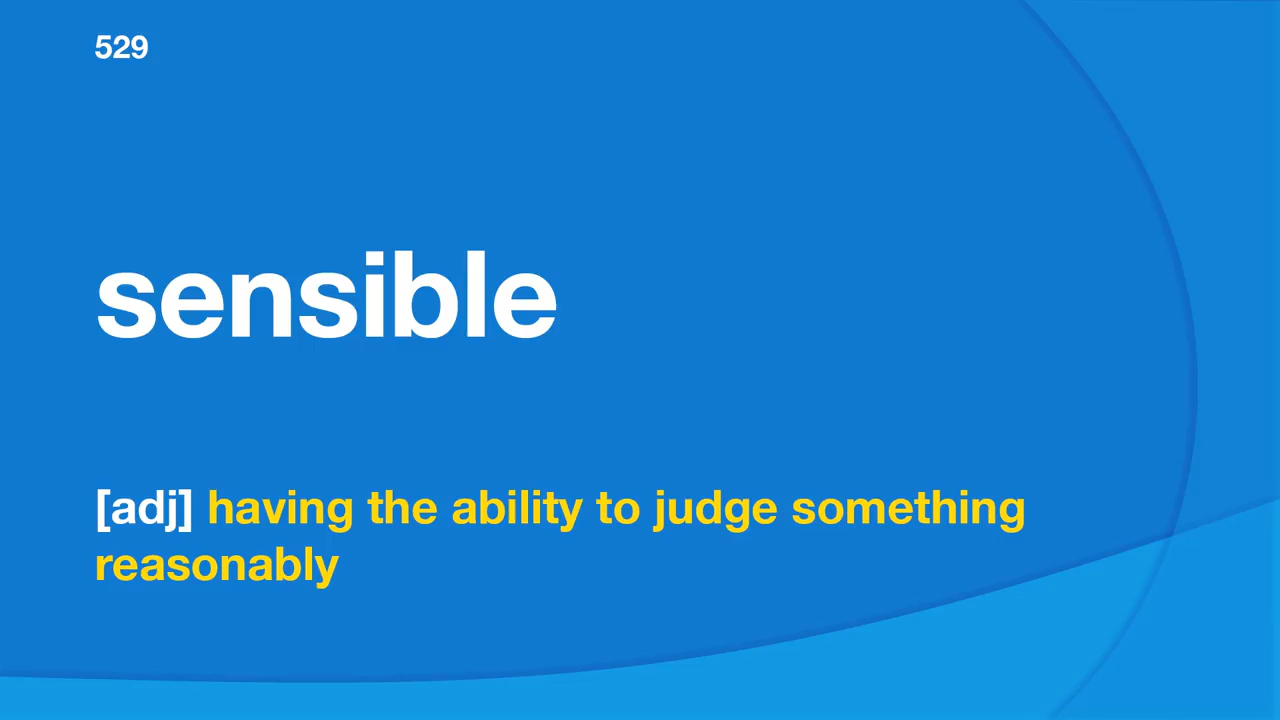 529
sensible
[adj] having the ability to judge something
reasonably